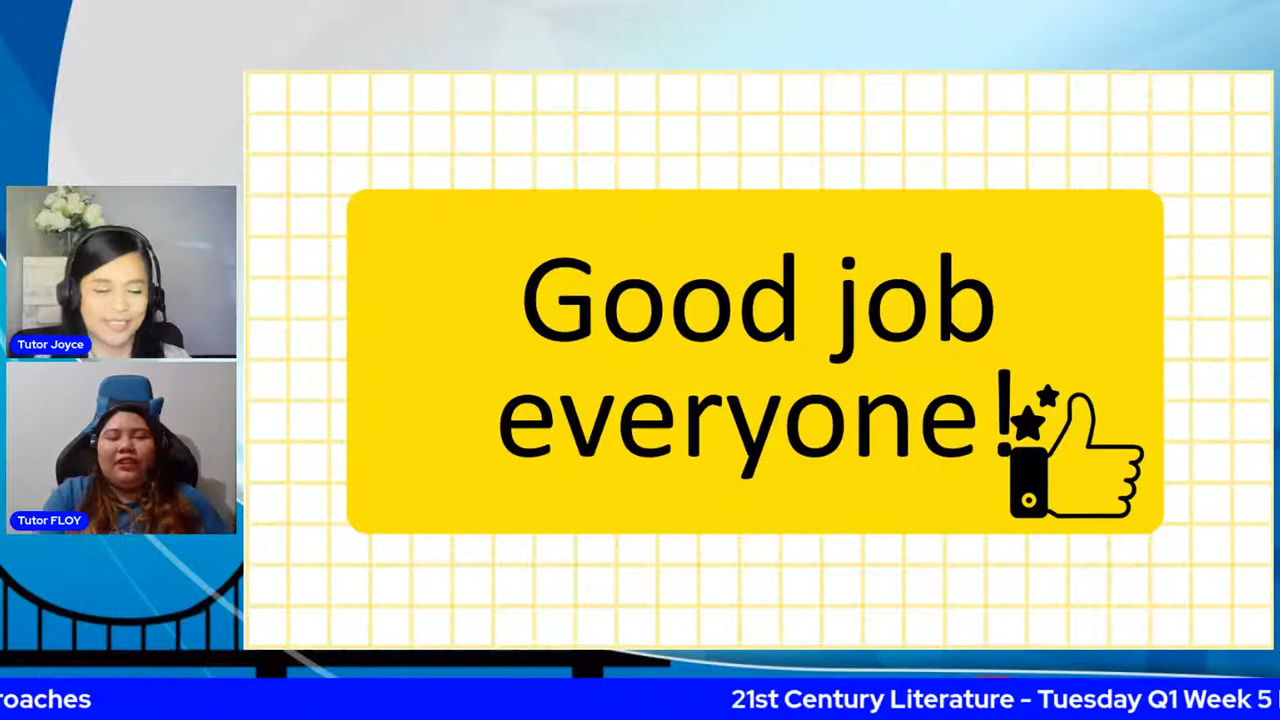 Good job
everyone!
Tutor Joyce
Tutor FLOY
roaches
21st Century Literature - Tuesday Q1 Week 5